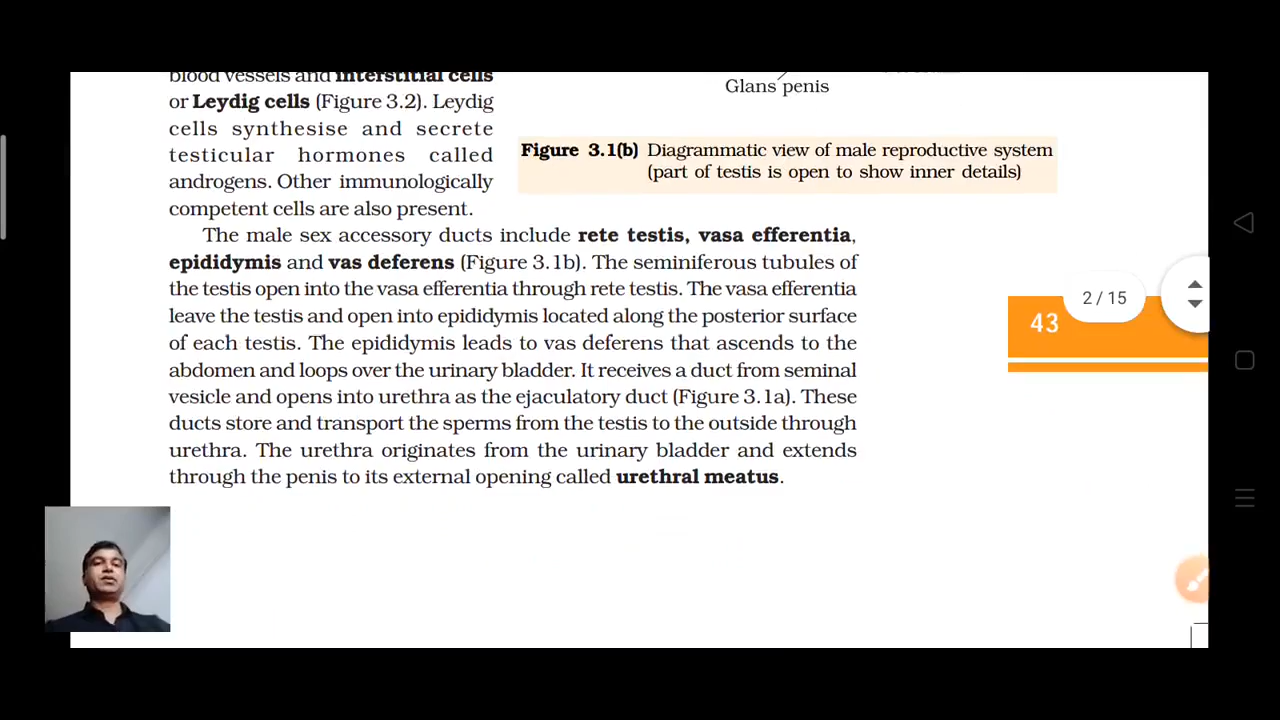 blood vessels and interstitial cells
or Leydig cells (Figure 3.2). Leydig
cells synthesise and secrete
testicular hormones called
androgens. Other immunologically
competent cells are also present.
Glans penis
Figure 3.1(b) Diagrammatic view of male reproductive system
(part of testis is open to show inner details)
The male sex accessory ducts include rete testis, vasa efferentia,
epididymis and vas deferens (Figure 3.1b). The seminiferous tubules of
the testis open into the vasa efferentia through rete testis. The vasa efferentia
leave the testis and open into epididymis located along the posterior surface
of each testis. The epididymis leads to vas deferens that ascends to the
abdomen and loops over the urinary bladder. It receives a duct from seminal
vesicle and opens into urethra as the ejaculatory duct (Figure 3.1a). These
ducts store and transport the sperms from the testis to the outside through
urethra. The urethra originates from the urinary bladder and extends
through the penis to its external opening called urethral meatus.
2 / 15
43